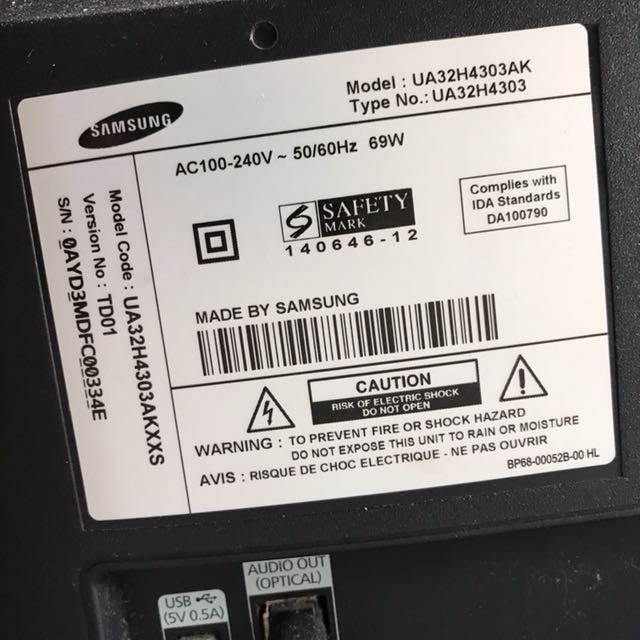 SAMSUNG
Model : UA32H4303AK
Type No.: UA32H4303
AC100-240V ~ 50/60Hz 69W
SAFETY
MARK
140646-12
Complies with
IDA Standards
DA100790
Model Code : UA32H4303AKXXS
Version No : TD01
S/N : 0AYD3MDFC00334E
MADE BY SAMSUNG
CAUTION
RISK OF ELECTRIC SHOCK
DO NOT OPEN
WARNING : TO PREVENT FIRE OR SHOCK HAZARD
DO NOT EXPOSE THIS UNIT TO RAIN OR MOISTURE
AVIS : RISQUE DE CHOC ELECTRIQUE - NE PAS OUVRIR
BP68-00052B-00 HL
USB
(5V 0.5A)
AUDIO OUT
(OPTICAL)